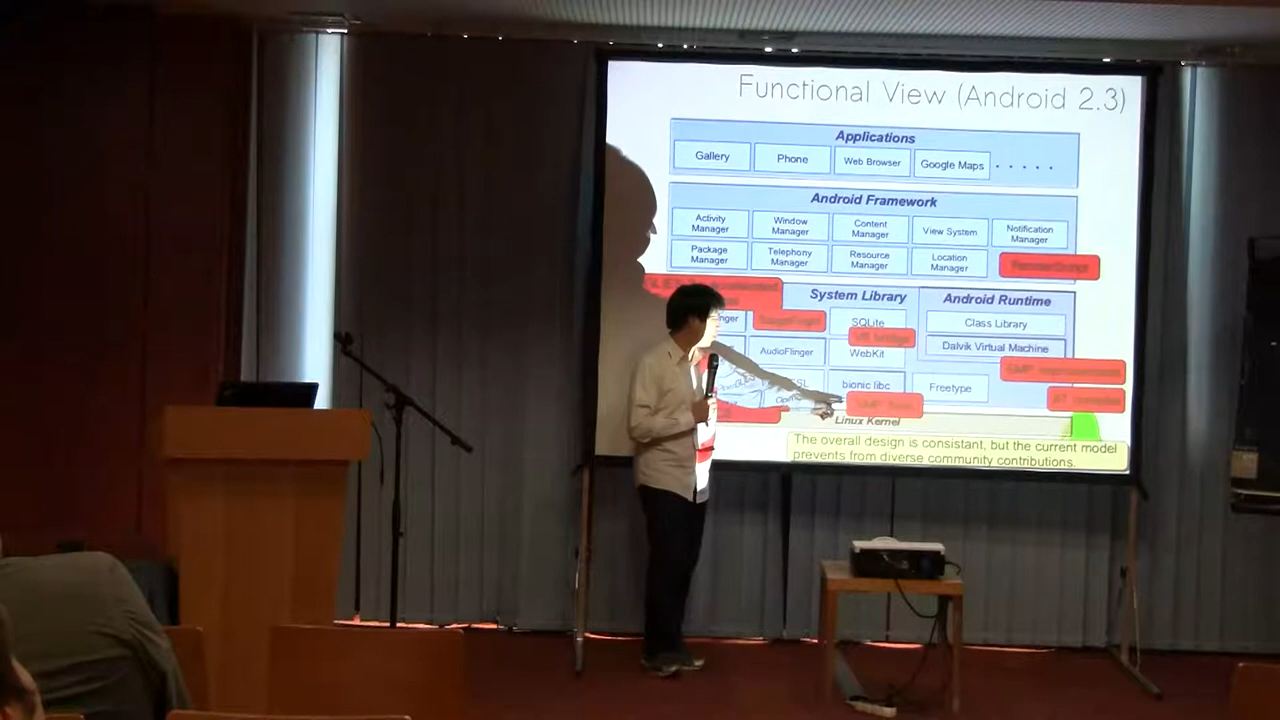 Functional View (Android 2.3)
Applications
Gallery
Phone
Web Browser
Google Maps
. . . . .
Android Framework
Activity
Manager
Window
Manager
Content
Manager
View System
Notification
Manager
Package
Manager
Telephony
Manager
Resource
Manager
Location
Manager
System Library
Android Runtime
SQLite
Class Library
AudioFlinger
WebKit
Dalvik Virtual Machine
bionic libc
Freetype
Linux Kernel
The overall design is consistant, but the current model
prevents from diverse community contributions.